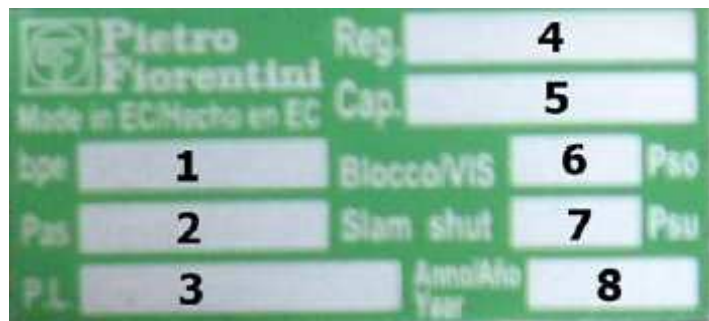 Pietro Reg. 4
Fiorentini
Made in EC/Hecho en EC Cap. 5
bpe 1 Blocco/VIS 6 Pso
Pas 2 Slam shut 7 Psu
P.L. 3 Anno/Año 8
Year